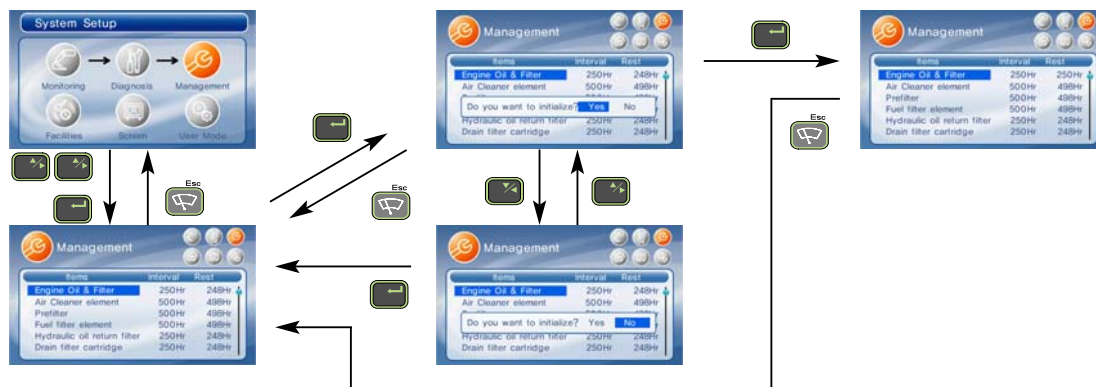 System Setup
Monitoring Diagnosis Management
Facilities Screen User Mode
Esc
Management
Items Interval Rest
Engine Oil & Filter 250Hr 248Hr
Air Cleaner element 500Hr 498Hr
Prefilter 500Hr 498Hr
Fuel filter element 500Hr 498Hr
Hydraulic oil return filter 250Hr 248Hr
Drain filter cartridge 250Hr 248Hr
Management
Items Interval Rest
Engine Oil & Filter 250Hr 248Hr
Air Cleaner element 500Hr 498Hr
Do you want to initialize? Yes No
Hydraulic oil return filter 250Hr 248Hr
Drain filter cartridge 250Hr 248Hr
Esc
Management
Items Interval Rest
Engine Oil & Filter 250Hr 248Hr
Air Cleaner element 500Hr 498Hr
Do you want to initialize? Yes No
Hydraulic oil return filter 250Hr 248Hr
Drain filter cartridge 250Hr 248Hr
Management
Items Interval Rest
Engine Oil & Filter 250Hr 250Hr
Air Cleaner element 500Hr 498Hr
Prefilter 500Hr 498Hr
Fuel filter element 500Hr 498Hr
Hydraulic oil return filter 250Hr 248Hr
Drain filter cartridge 250Hr 248Hr
Esc